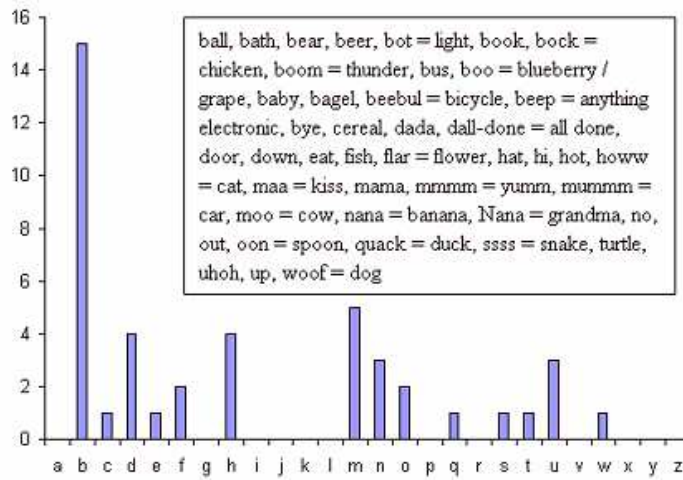 16
14
12
10
8
6
4
2
0
ball, bath, bear, beer, bot = light, book, bock =
chicken, boom = thunder, bus, boo = blueberry /
grape, baby, bagel, beebul = bicycle, beep = anything
electronic, bye, cereal, dada, dall-done = all done,
door, down, eat, fish, flar = flower, hat, hi, hot, howw
= cat, maa = kiss, mama, mmmm = yumm, mummm =
car, moo = cow, nana = banana, Nana = grandma, no,
out, oon = spoon, quack = duck, ssss = snake, turtle,
uhoh, up, woof = dog
a b c d e f g h i j k l m n o p q r s t u v w x y z